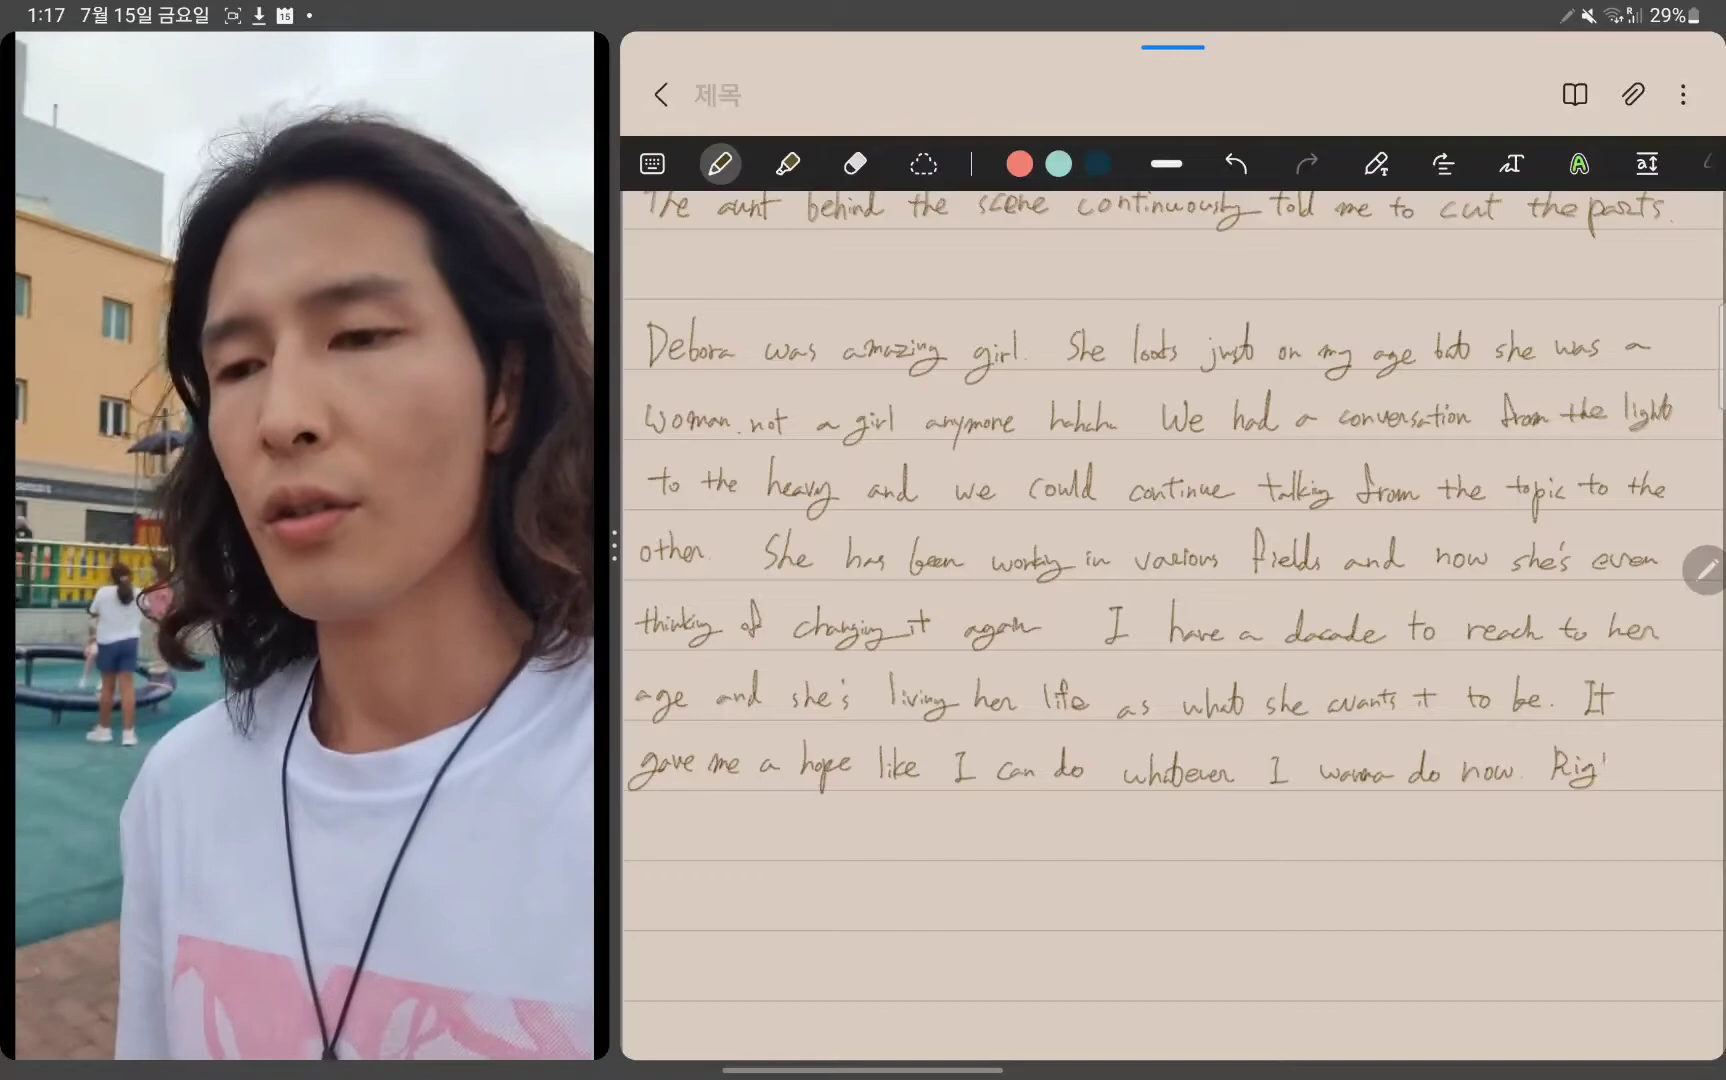 1:17 7월 15일 금요일 15
R 29%
제목
A
The aunt behind the scene continuously told me to cut the parts.
Debora was amazing girl. She loots just on my age but she was a
woman. not a girl anymore hahaha We had a conversation from the light
to the heavy and we could continue talking from the topic to the
other. She has been working in various fields and now she's even
thinking of changing it again I have a dacade to reach to her
age and she's living her life as what she wants it to be. It
gave me a hope like I can do whatever I wanna do now. Rig